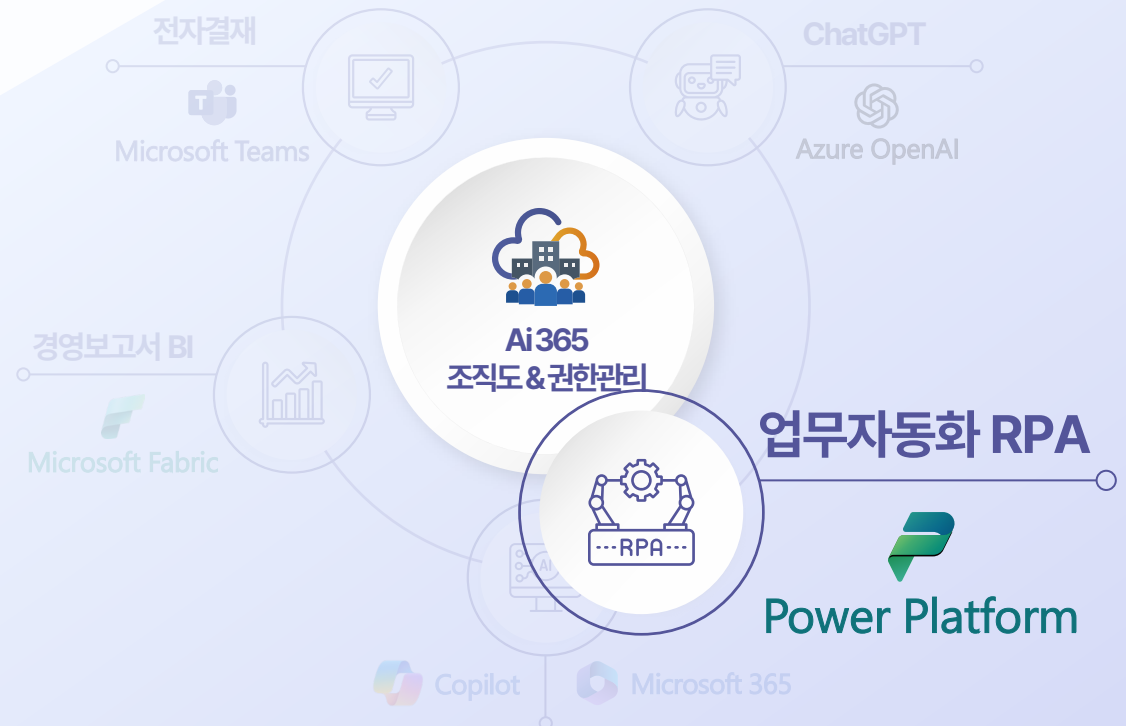 전자결재
ChatGPT
T
Microsoft Teams
Azure OpenAI
Ai 365
조직도 & 권한관리
경영보고서 BI
Microsoft Fabric
업무자동화 RPA
RPA
AI
Power Platform
Copilot
Microsoft 365